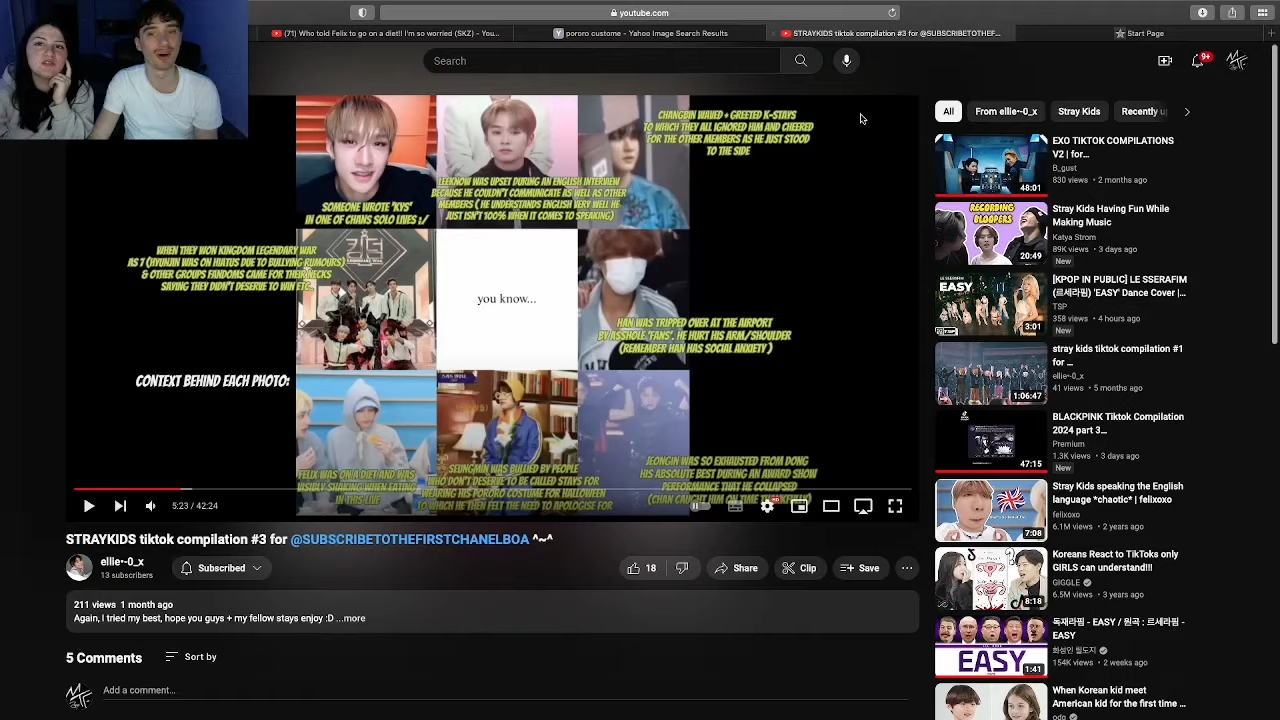 youtube.com
(71) Who told Felix to go on a diet!! I'm so worried (SKZ) - You...
pororo custome - Yahoo Image Search Results
STRAYKIDS tiktok compilation #3 for @SUBSCRIBETOTHEF...
Start Page
Search
9+
CHANGBIN WAVED + GREETED K-STAYS
TO WHICH THEY ALL IGNORED HIM AND CHEERED
FOR THE OTHER MEMBERS AS HE JUST STOOD
TO THE SIDE
LEEKNOW WAS UPSET DURING AN ENGLISH INTERVIEW
BECAUSE HE COULDN'T COMMUNICATE AS WELL AS OTHER
MEMBERS ( HE UNDERSTANDS ENGLISH VERY WELL HE
JUST ISN'T 100% WHEN IT COMES TO SPEAKING)
SOMEONE WROTE 'KYS'
IN ONE OF CHANS SOLO LIVES :/
WHEN THEY WON KINGDOM LEGENDARY WAR
AS 7 (HYUNJIN WAS ON HIATUS DUE TO BULLYING RUMOURS)
& OTHER GROUPS FANDOMS CAME FOR THEIR NECKS
SAYING THEY DIDN'T DESERVE TO WIN ETC..
킹덤
you know...
HAN WAS TRIPPED OVER AT THE AIRPORT
BY ASSHOLE 'FANS'. HE HURT HIS ARM/SHOULDER
(REMEMBER HAN HAS SOCIAL ANXIETY )
CONTEXT BEHIND EACH PHOTO:
FELIX WAS ON A DIET AND WAS
VISIBLY SHAKING WHEN EATING
IN THIS LIVE
SEUNGMIN WAS BULLIED BY PEOPLE
WHO DON'T DESERVE TO BE CALLED STAYS FOR
WEARING HIS PORORO COSTUME FOR HALLOWEEN
TO WHICH HE THEN FELT THE NEED TO APOLOGISE FOR
JEONGIN WAS SO EXHAUSTED FROM DONG
HIS ABSOLUTE BEST DURING AN AWARD SHOW
PERFORMANCE THAT HE COLLAPSED
(CHAN CAUGHT HIM ON TIME
5:23 / 42:24
HD
STRAYKIDS tiktok compilation #3 for @SUBSCRIBETOTHEFIRSTCHANELBOA ^~^
ellie•-0_x
13 subscribers
Subscribed
18
Share
Clip
Save
211 views 1 month ago
Again, I tried my best, hope you guys + my fellow stays enjoy :D ...more
5 Comments
Sort by
Add a comment...
All
From ellie•-0_x
Stray Kids
Recently u
EXO TIKTOK COMPILATIONS
V2 | for...
B_gust
830 views • 2 months ago
48:01
RECORDING
BLOOPERS
20:49
Stray Kids Having Fun While
Making Music
Katya Strom
89K views • 3 days ago
New
EASY
3:01
[KPOP IN PUBLIC] LE SSERAFIM
(르세라핌) 'EASY' Dance Cover |...
TSP
358 views • 4 hours ago
New
1:06:47
stray kids tiktok compilation #1
for ...
ellie•-0_x
41 views • 5 months ago
47:15
BLACKPINK Tiktok Compilation
2024 part 3...
Premium
1.3K views • 3 days ago
New
7:08
Stray Kids speaking the English
language *chaotic* | felixoxo
felixoxo
6.1M views • 2 years ago
8:18
Koreans React to TikToks only
GIRLS can understand!!!
GIGGLE
6.5M views • 3 years ago
EASY
1:41
독재라핌 - EASY / 원곡 : 르세라핌 -
EASY
희성인 월도지
154K views • 2 weeks ago
When Korean kid meet
American kid for the first time ...
odg